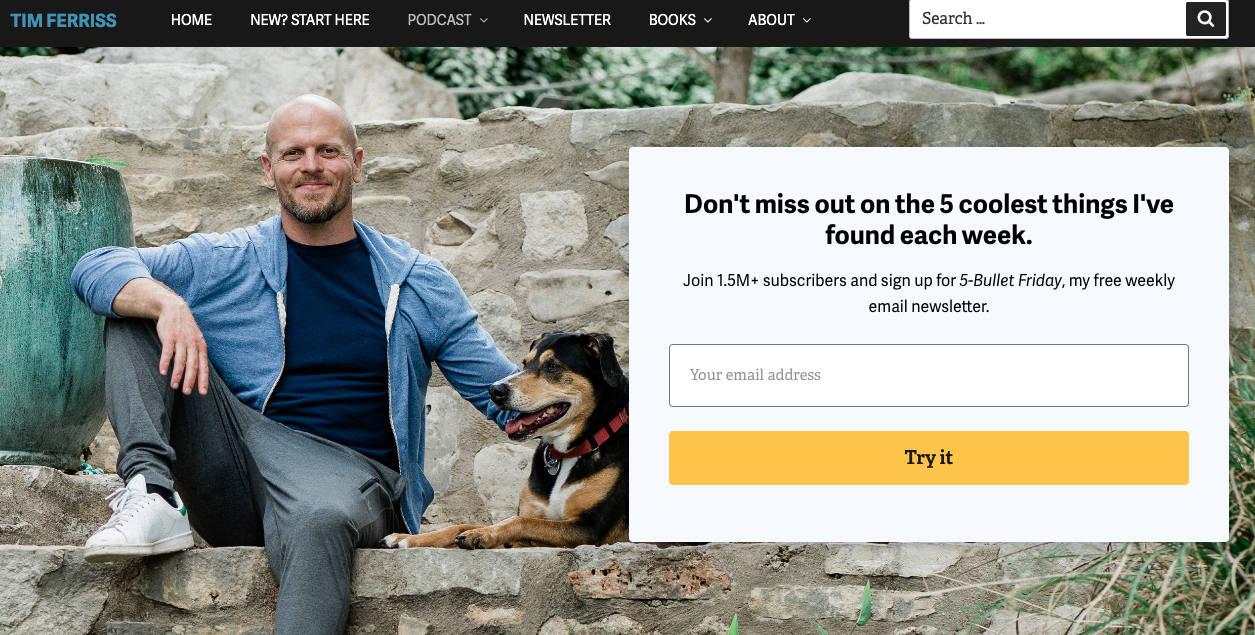 TIM FERRISS
HOME
NEW? START HERE
PODCAST
NEWSLETTER
BOOKS
ABOUT
Search ...
Don't miss out on the 5 coolest things I've
found each week.
Join 1.5M+ subscribers and sign up for 5-Bullet Friday, my free weekly
email newsletter.
Your email address
Try it